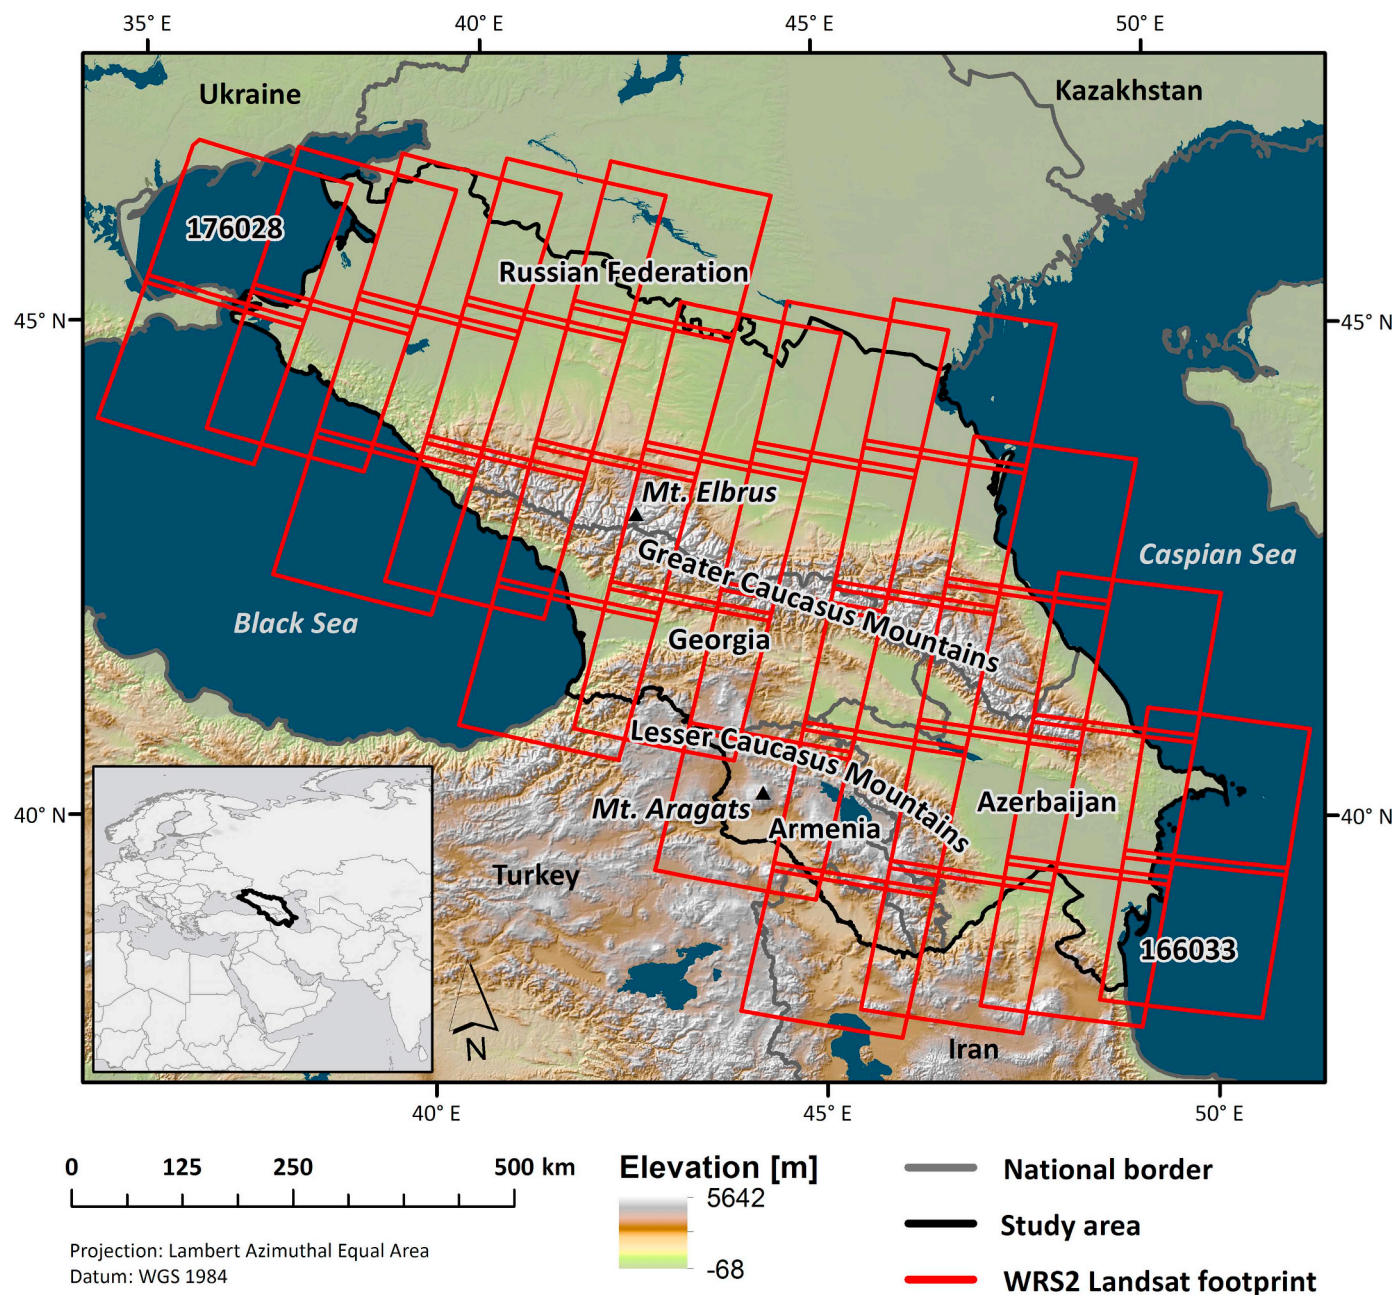 35° E 40° E 45° E 50° E
Ukraine
Kazakhstan
176028
Russian Federation
45° N
45° N
Mt. Elbrus
Greater Caucasus Mountains
Caspian Sea
Black Sea
Georgia
Lesser Caucasus Mountains
Mt. Aragats
Azerbaijan
Armenia
40° N
40° N
Turkey
166033
N
Iran
40° E 45° E 50° E
0 125 250 500 km
Projection: Lambert Azimuthal Equal Area
Datum: WGS 1984
Elevation [m]
5642
-68
National border
Study area
WRS2 Landsat footprint